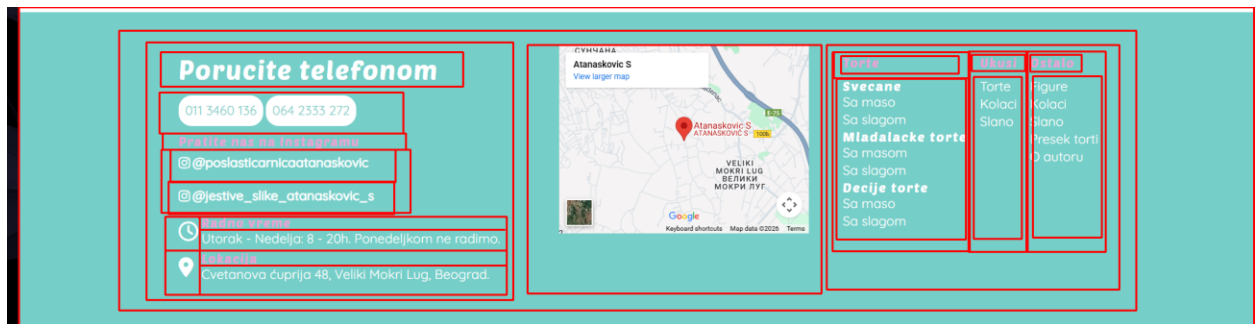 Porucite telefonom
011 3460 136
064 2333 272
Pratite nas na Instagramu
@poslasticarnicaatanaskovic
@jestive_slike_atanaskovic_s
Radno vreme
Utorak - Nedelja: 8 - 20h. Ponedeljkom ne radimo.
Lokacija
Cvetanova ćuprija 48, Veliki Mokri Lug, Beograd.
СУНЧАНА
Atanaskovic S
View larger map
E-75
Atanaskovic S
ATANASKOVIĆ S
100b
VELIKI
MOKRI LUG
ВЕЛИКИ
МОКРИ ЛУГ
Google
Keyboard shortcuts
Map data ©2026
Terms
Torte
Svecane
Sa maso
Sa slagom
Mladalacke torte
Sa masom
Sa slagom
Decije torte
Sa maso
Sa slagom
Ukusi
Torte
Kolaci
Slano
Ostalo
Figure
Kolaci
Slano
Presek torti
O autoru